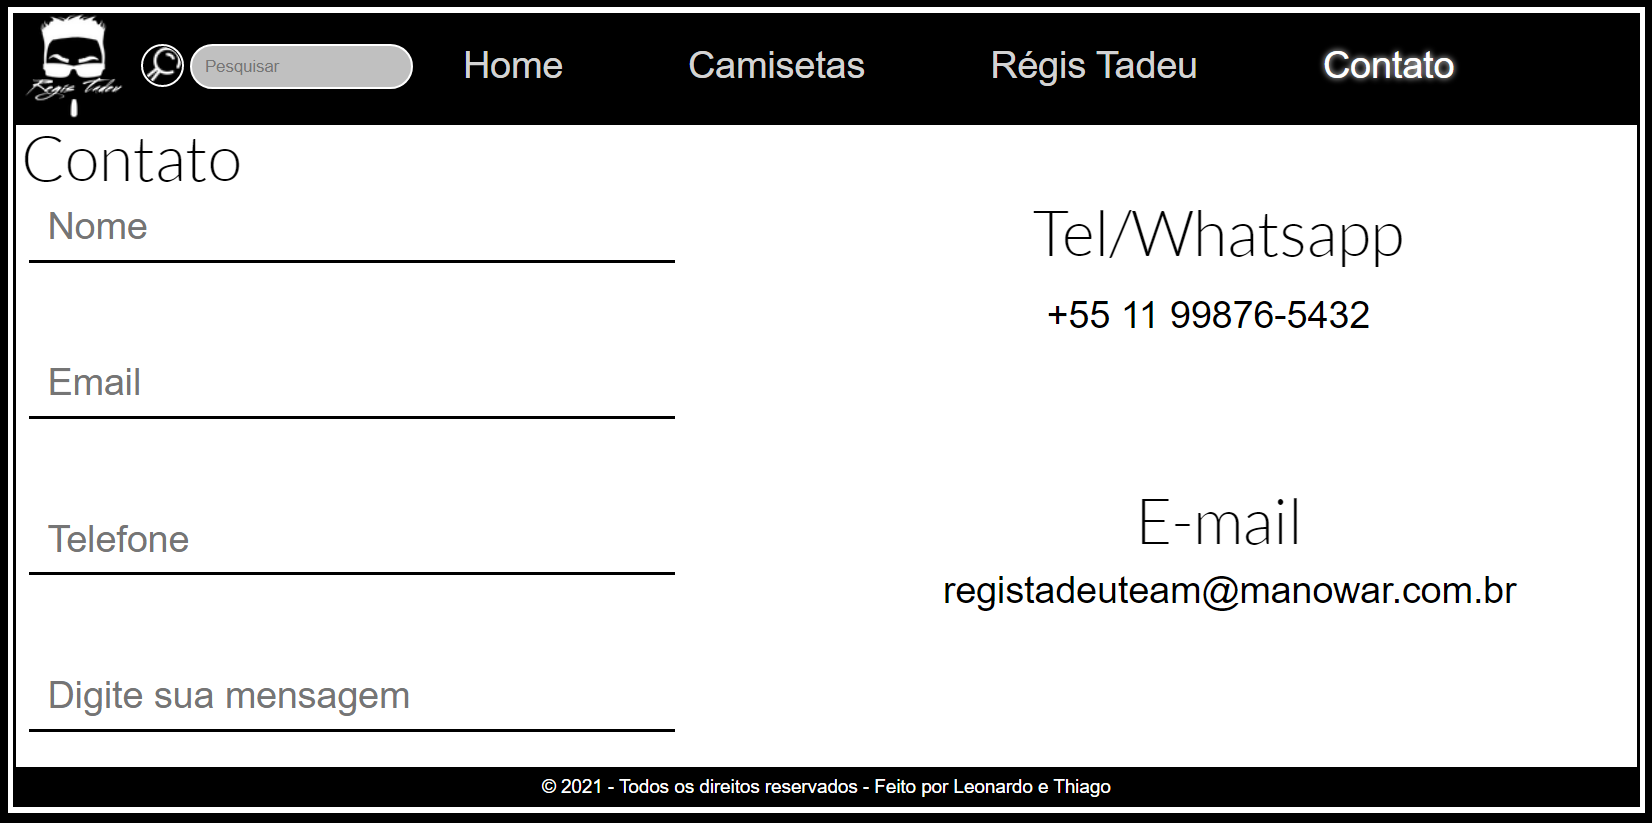 Regis Tadeu
Pesquisar
Home
Camisetas
Régis Tadeu
Contato
Contato
Nome
Email
Telefone
Digite sua mensagem
Tel/Whatsapp
+55 11 99876-5432
E-mail
registadeuteam@manowar.com.br
© 2021 - Todos os direitos reservados - Feito por Leonardo e Thiago